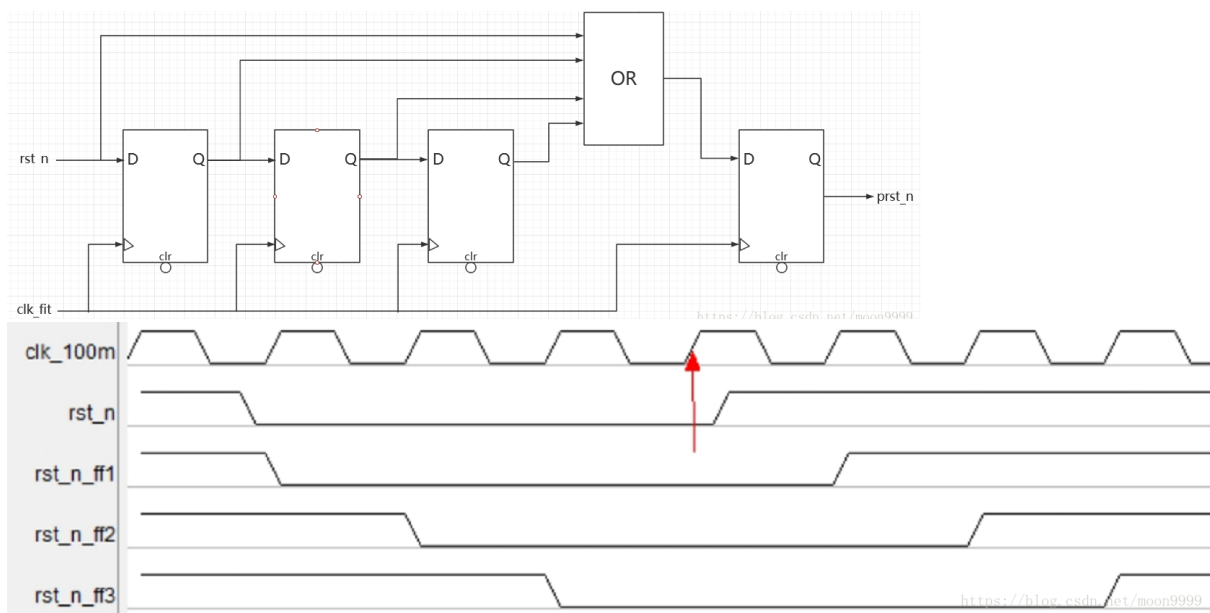 OR
rst n
D
Q
D
Q
D
Q
D
Q
prst_n
clr
clr
clr
clr
clk_fit
https://blog.csdn.net/moon9999
clk_100m
rst_n
rst_n_ff1
rst_n_ff2
rst_n_ff3
https://blog.csdn.net/moon9999